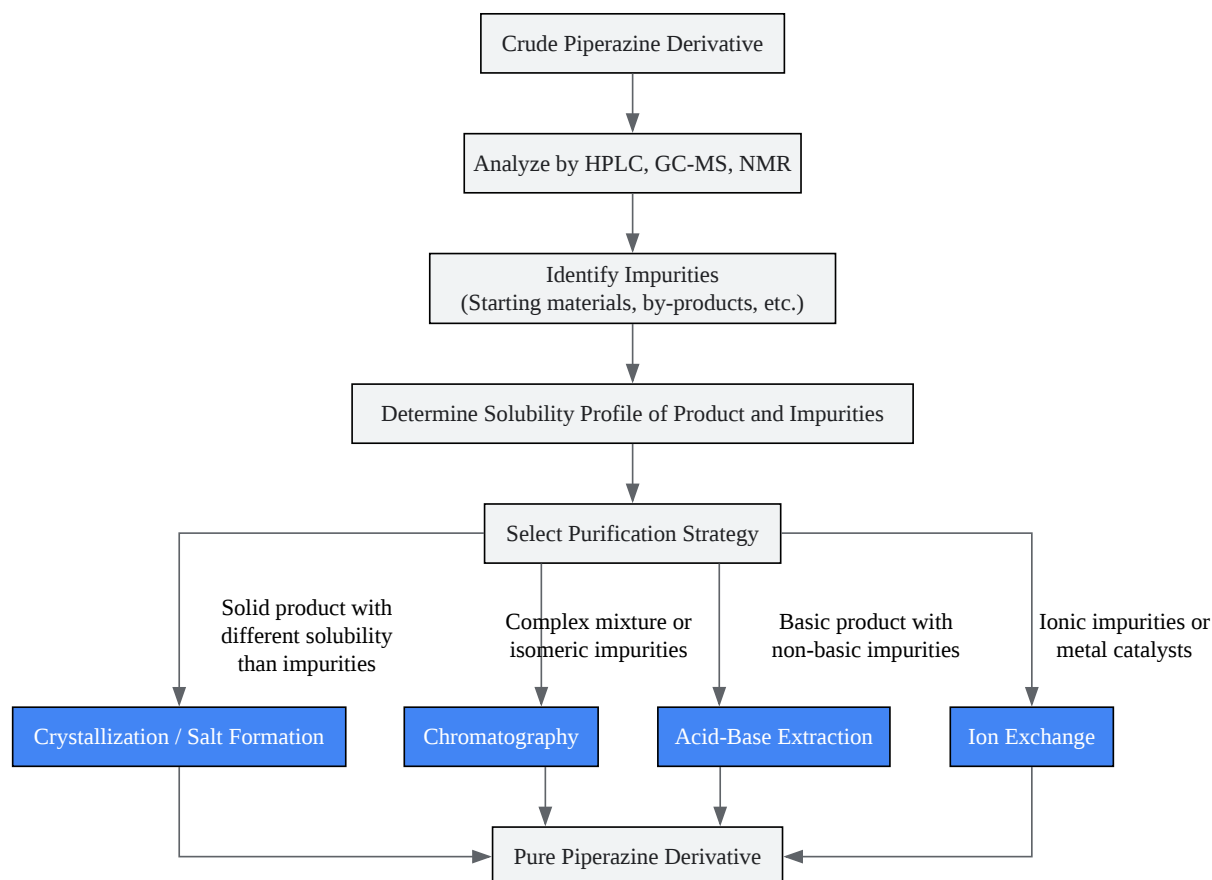 Crude Piperazine Derivative
Analyze by HPLC, GC-MS, NMR
Identify Impurities
(Starting materials, by-products, etc.)
Determine Solubility Profile of Product and Impurities
Select Purification Strategy
Solid product with
different solubility
than impurities
Complex mixture or
isomeric impurities
Basic product with
non-basic impurities
Ionic impurities or
metal catalysts
Crystallization / Salt Formation
Chromatography
Acid-Base Extraction
Ion Exchange
Pure Piperazine Derivative